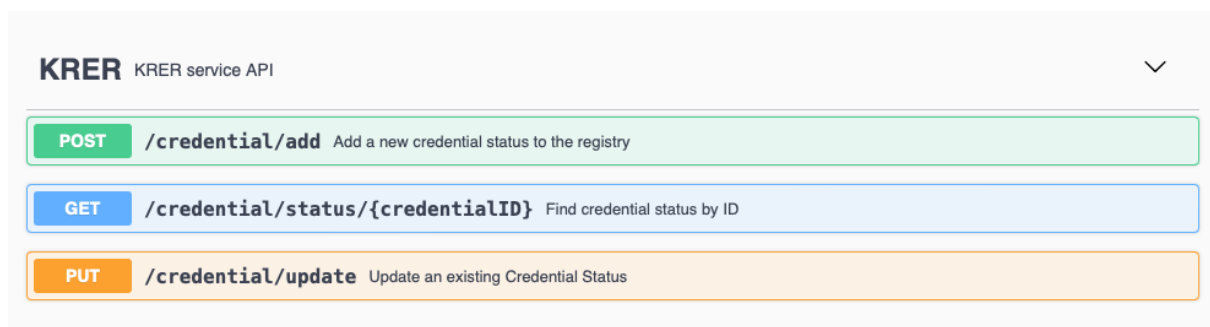 KRER KRER service API
POST /credential/add Add a new credential status to the registry
GET /credential/status/{credentialID} Find credential status by ID
PUT /credential/update Update an existing Credential Status